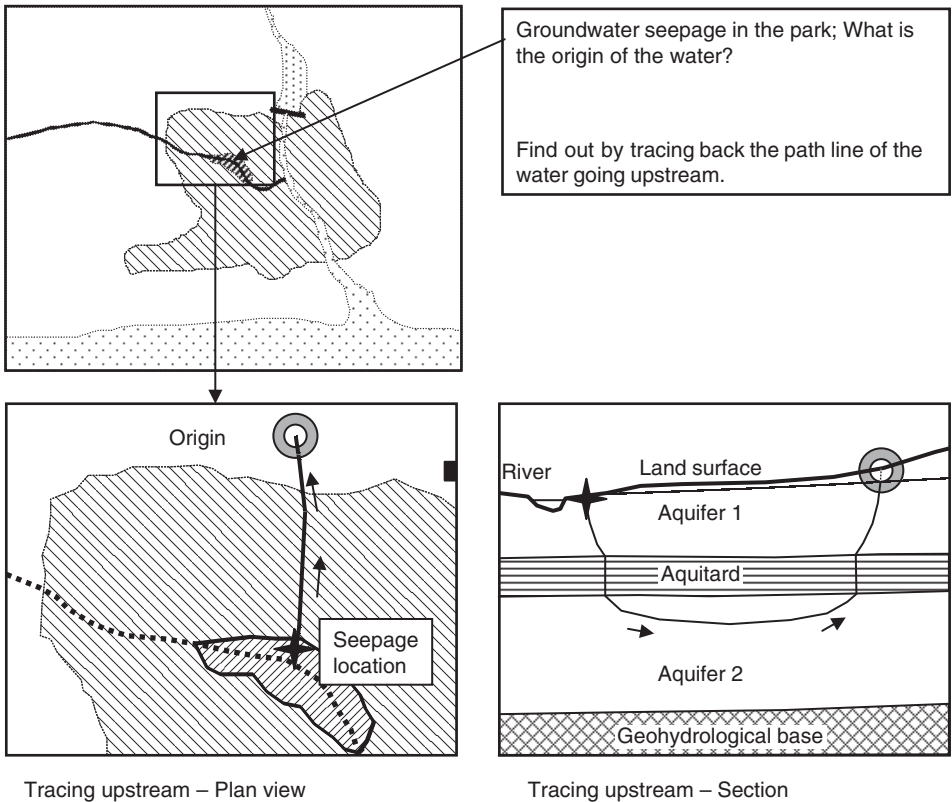 Groundwater seepage in the park; What is
the origin of the water?
Find out by tracing back the path line of the
water going upstream.
Origin
Seepage
location
River
Land surface
Aquifer 1
Aquitard
Aquifer 2
Geohydrological base
Tracing upstream – Plan view
Tracing upstream – Section